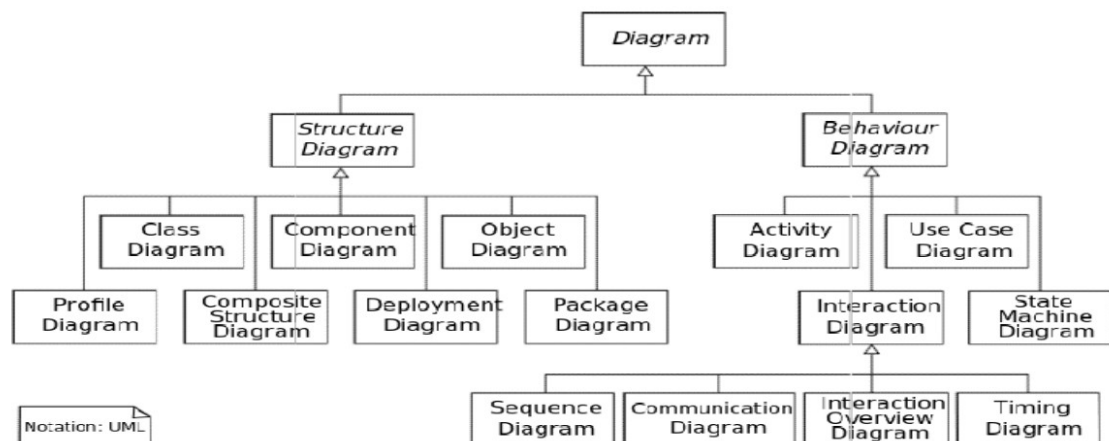 Diagram
Structure
Diagram
Behaviour
Diagram
Class
Diagram
Component
Diagram
Object
Diagram
Activity
Diagram
Use Case
Diagram
Profile
Diagram
Composite
Structure
Diagram
Deployment
Diagram
Package
Diagram
Interaction
Diagram
State
Machine
Diagram
Sequence
Diagram
Communication
Diagram
Interaction
Overview
Diagram
Timing
Diagram
Notation: UML